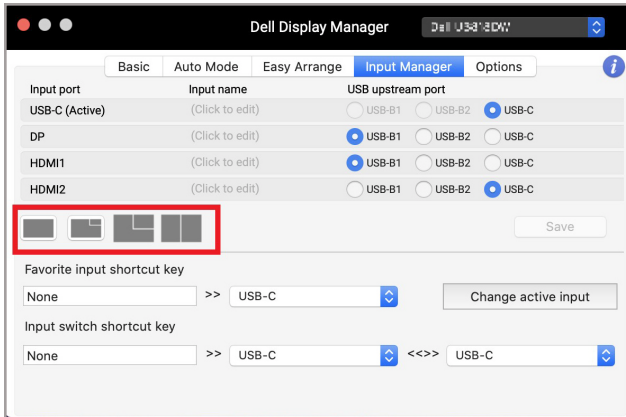 Dell Display Manager
Basic Auto Mode Easy Arrange Input Manager Options i
Input port Input name USB upstream port
USB-C (Active) (Click to edit) USB-B1 USB-B2 USB-C
DP (Click to edit) USB-B1 USB-B2 USB-C
HDMI1 (Click to edit) USB-B1 USB-B2 USB-C
HDMI2 (Click to edit) USB-B1 USB-B2 USB-C
Save
Favorite input shortcut key
None >> USB-C Change active input
Input switch shortcut key
None >> USB-C <<>> USB-C